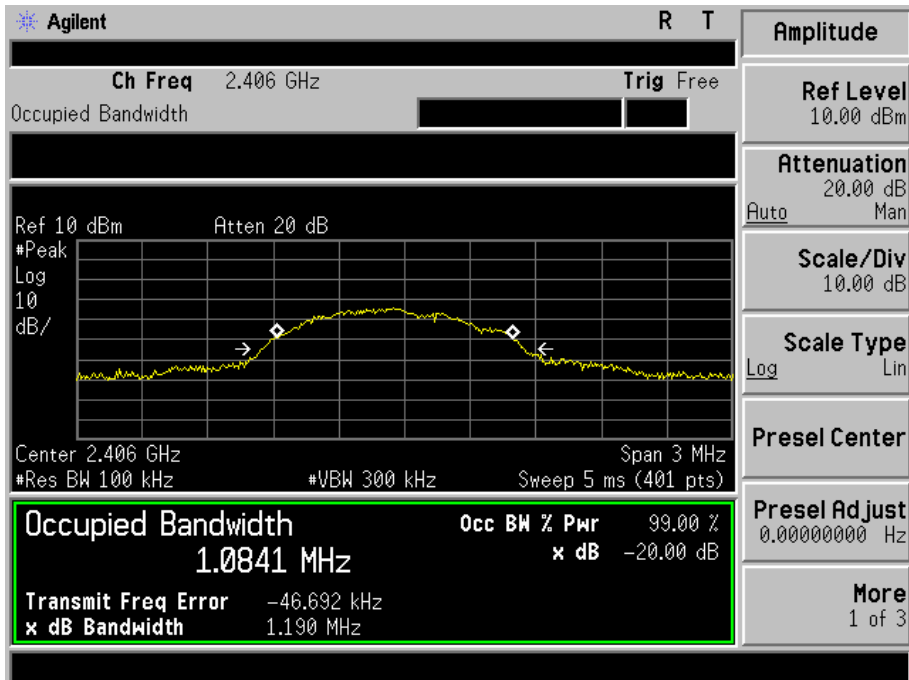 Agilent R T
Ch Freq 2.406 GHz Trig Free
Occupied Bandwidth
Ref 10 dBm Atten 20 dB
#Peak
Log
10
dB/
Center 2.406 GHz Span 3 MHz
#Res BW 100 kHz #VBW 300 kHz Sweep 5 ms (401 pts)
Occupied Bandwidth
1.0841 MHz
Occ BW % Pwr 99.00 %
x dB -20.00 dB
Transmit Freq Error -46.692 kHz
x dB Bandwidth 1.190 MHz
Amplitude
Ref Level
10.00 dBm
Attenuation
20.00 dB
Auto Man
Scale/Div
10.00 dB
Scale Type
Log Lin
Presel Center
Presel Adjust
0.00000000 Hz
More
1 of 3